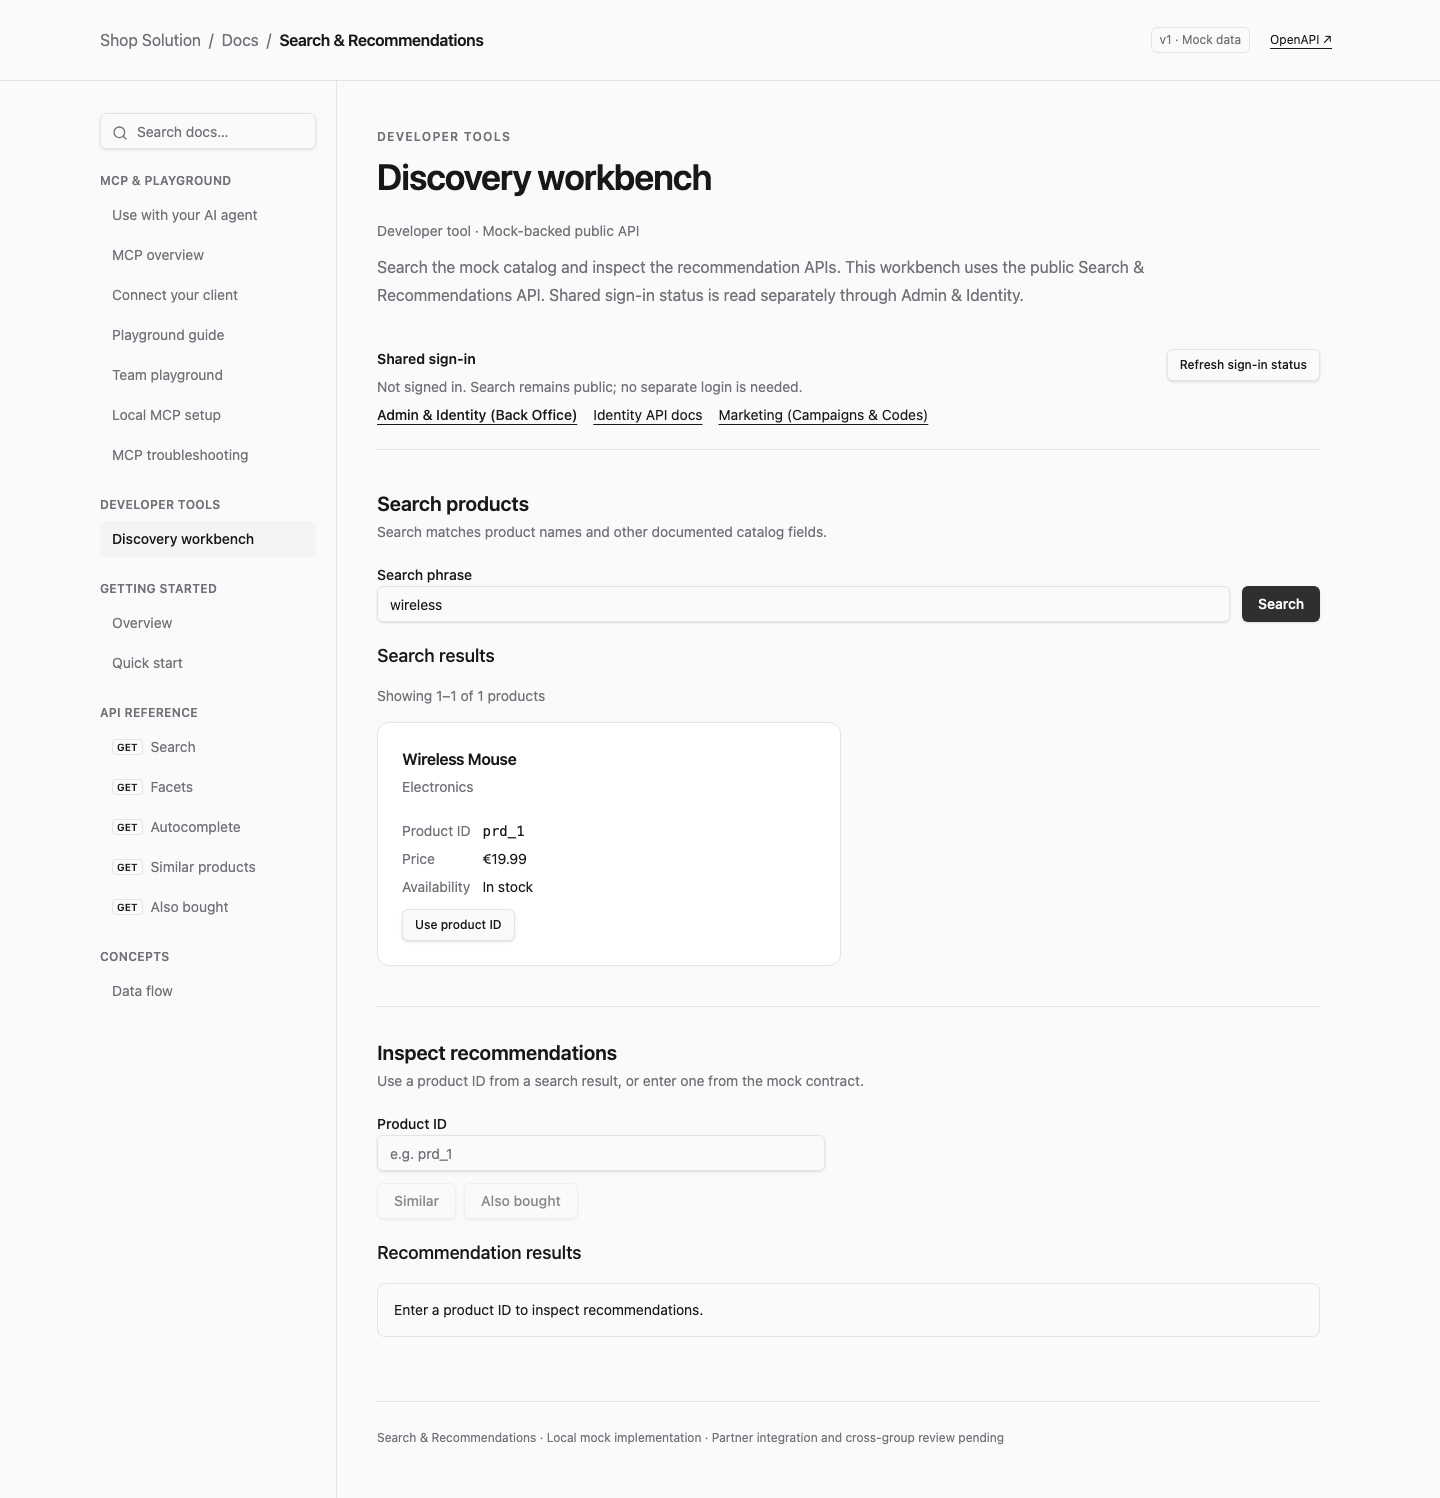 Shop Solution / Docs / Search & Recommendations
v1 · Mock data
OpenAPI ↗
Search docs...
MCP & PLAYGROUND
Use with your AI agent
MCP overview
Connect your client
Playground guide
Team playground
Local MCP setup
MCP troubleshooting
DEVELOPER TOOLS
Discovery workbench
GETTING STARTED
Overview
Quick start
API REFERENCE
GET Search
GET Facets
GET Autocomplete
GET Similar products
GET Also bought
CONCEPTS
Data flow
DEVELOPER TOOLS
Discovery workbench
Developer tool · Mock-backed public API
Search the mock catalog and inspect the recommendation APIs. This workbench uses the public Search &
Recommendations API. Shared sign-in status is read separately through Admin & Identity.
Shared sign-in
Refresh sign-in status
Not signed in. Search remains public; no separate login is needed.
Admin & Identity (Back Office) Identity API docs Marketing (Campaigns & Codes)
Search products
Search matches product names and other documented catalog fields.
Search phrase
wireless
Search
Search results
Showing 1–1 of 1 products
Wireless Mouse
Electronics
Product ID prd_1
Price €19.99
Availability In stock
Use product ID
Inspect recommendations
Use a product ID from a search result, or enter one from the mock contract.
Product ID
e.g. prd_1
Similar
Also bought
Recommendation results
Enter a product ID to inspect recommendations.
Search & Recommendations · Local mock implementation · Partner integration and cross-group review pending